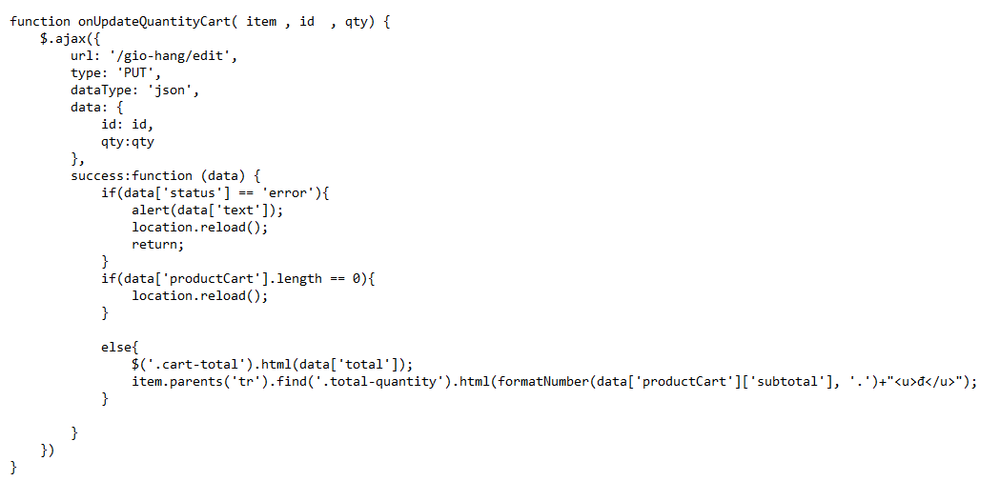 function onUpdateQuantityCart( item , id  , qty) {
    $.ajax({
        url: '/gio-hang/edit',
        type: 'PUT',
        dataType: 'json',
        data: {
            id: id,
            qty:qty
        },
        success:function (data) {
            if(data['status'] == 'error'){
                alert(data['text']);
                location.reload();
                return;
            }
            if(data['productCart'].length == 0){
                location.reload();
            }

            else{
                $('.cart-total').html(data['total']);
                item.parents('tr').find('.total-quantity').html(formatNumber(data['productCart']['subtotal'], '.')+"<u>đ</u>");
            }

        }
    })
}